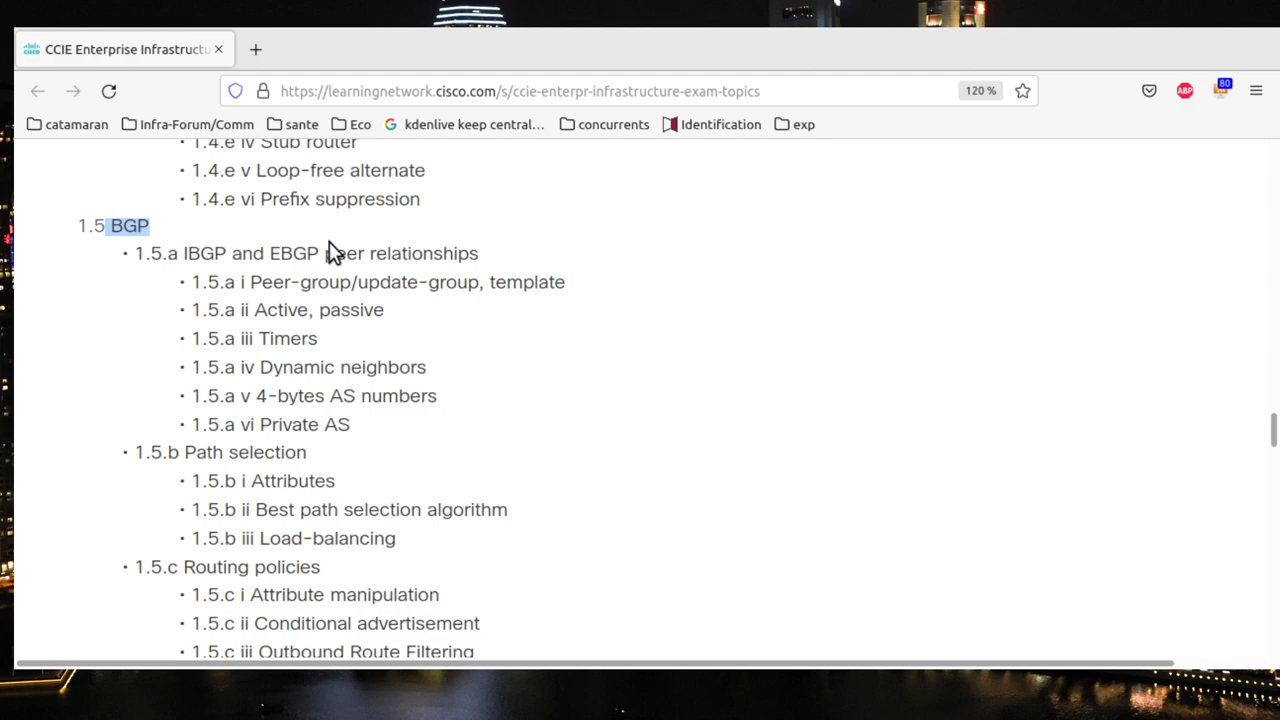 CISCO
CCIE Enterprise Infrastructu
https://learningnetwork.cisco.com/s/ccie-enterpr-infrastructure-exam-topics
120 %
ABP
80
catamaran
Infra-Forum/Comm
sante
Eco
kdenlive keep central…
concurrents
Identification
exp
1.4.e iv Stub router
1.4.e v Loop-free alternate
1.4.e vi Prefix suppression
1.5 BGP
1.5.a IBGP and EBGP peer relationships
1.5.a i Peer-group/update-group, template
1.5.a ii Active, passive
1.5.a iii Timers
1.5.a iv Dynamic neighbors
1.5.a v 4-bytes AS numbers
1.5.a vi Private AS
1.5.b Path selection
1.5.b i Attributes
1.5.b ii Best path selection algorithm
1.5.b iii Load-balancing
1.5.c Routing policies
1.5.c i Attribute manipulation
1.5.c ii Conditional advertisement
1.5.c iii Outbound Route Filtering